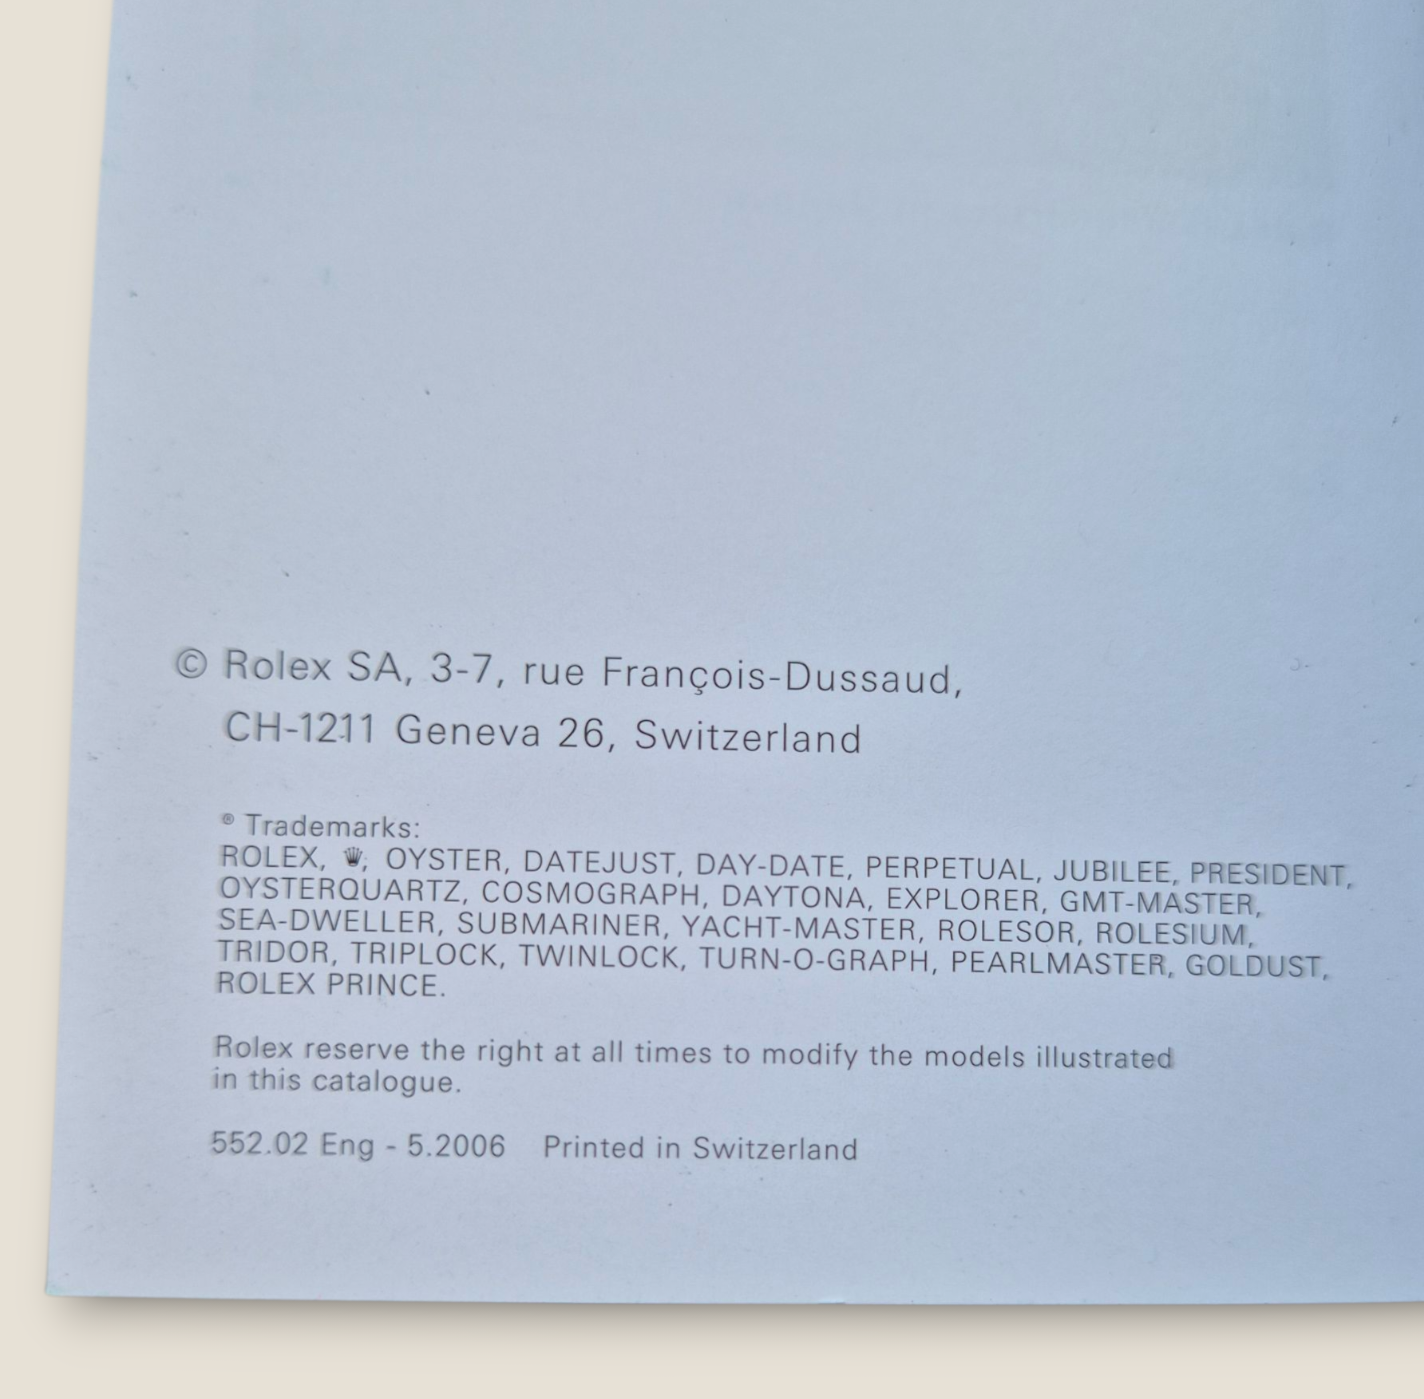 © Rolex SA, 3-7, rue François-Dussaud,
CH-1211 Geneva 26, Switzerland
® Trademarks:
ROLEX, , OYSTER, DATEJUST, DAY-DATE, PERPETUAL, JUBILEE, PRESIDENT,
OYSTERQUARTZ, COSMOGRAPH, DAYTONA, EXPLORER, GMT-MASTER,
SEA-DWELLER, SUBMARINER, YACHT-MASTER, ROLESOR, ROLESIUM,
TRIDOR, TRIPLOCK, TWINLOCK, TURN-O-GRAPH, PEARLMASTER, GOLDUST,
ROLEX PRINCE.
Rolex reserve the right at all times to modify the models illustrated
in this catalogue.
552.02 Eng - 5.2006 Printed in Switzerland